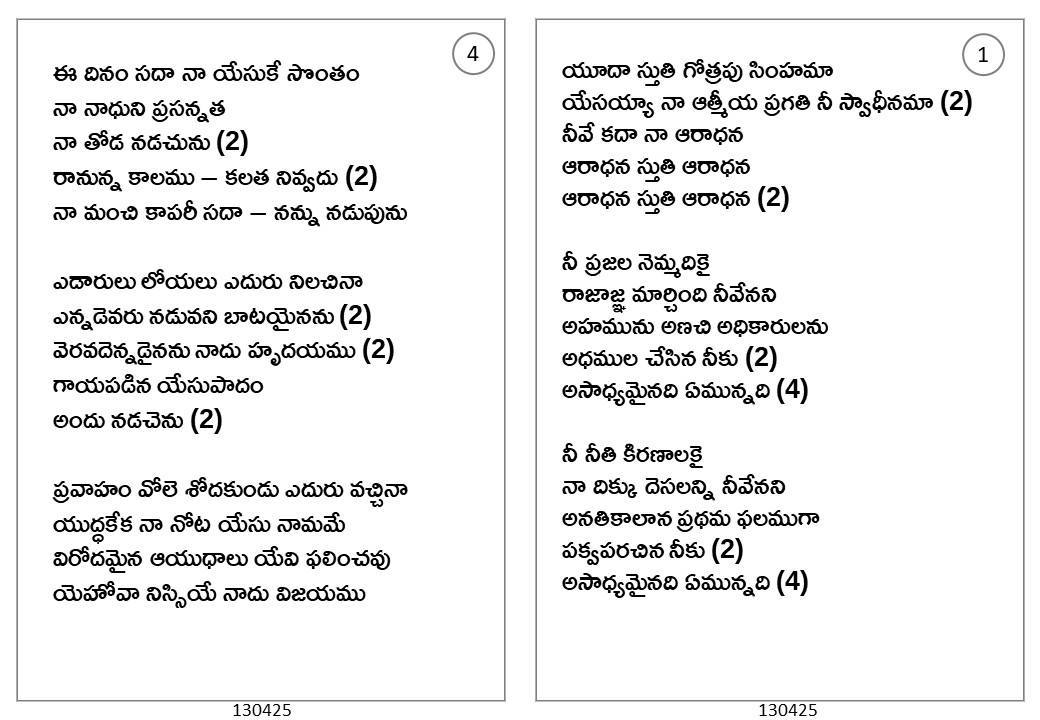 4
ఈ దినం సదా నా యేసుకే సొంతం
నా నాధుని ప్రసన్నత
నా తోడ నడచును (2)
రానున్న కాలము – కలత నివ్వదు (2)
నా మంచి కాపరీ సదా – నన్ను నడుపును
ఎడారులు లోయలు ఎదురు నిలచినా
ఎన్నడెవరు నడువని బాటయైనను (2)
వెరవదెన్నడైనను నాదు హృదయము (2)
గాయపడిన యేసుపాదం
అందు నడచెను (2)
ప్రవాహం వోలె శోదకుండు ఎదురు వచ్చినా
యుద్ధకేక నా నోట యేసు నామమే
విరోదమైన ఆయుధాలు యేవి ఫలించవు
యెహోవా నిస్సియే నాదు విజయము
130425
1
యూదా స్తుతి గోత్రపు సింహమా
యేసయ్యా నా ఆత్మీయ ప్రగతి నీ స్వాధీనమా (2)
నీవే కదా నా ఆరాధన
ఆరాధన స్తుతి ఆరాధన
ఆరాధన స్తుతి ఆరాధన (2)
నీ ప్రజల నెమ్మదికై
రాజాజ్ఞ మార్చింది నీవేనని
అహమును అణచి అధికారులను
అధముల చేసిన నీకు (2)
అసాధ్యమైనది ఏమున్నది (4)
నీ నీతి కిరణాలకై
నా దిక్కు దెసలన్ని నీవేనని
అనతికాలాన ప్రథమ ఫలముగా
పక్వపరచిన నీకు (2)
అసాధ్యమైనది ఏమున్నది (4)
130425